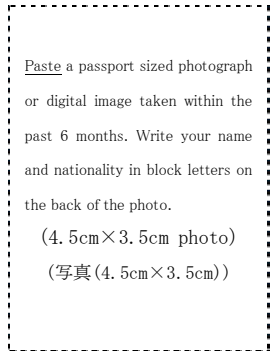 Paste a passport sized photograph
or digital image taken within the
past 6 months. Write your name
and nationality in block letters on
the back of the photo.
(4.5cm×3.5cm photo)
(写真(4.5cm×3.5cm))